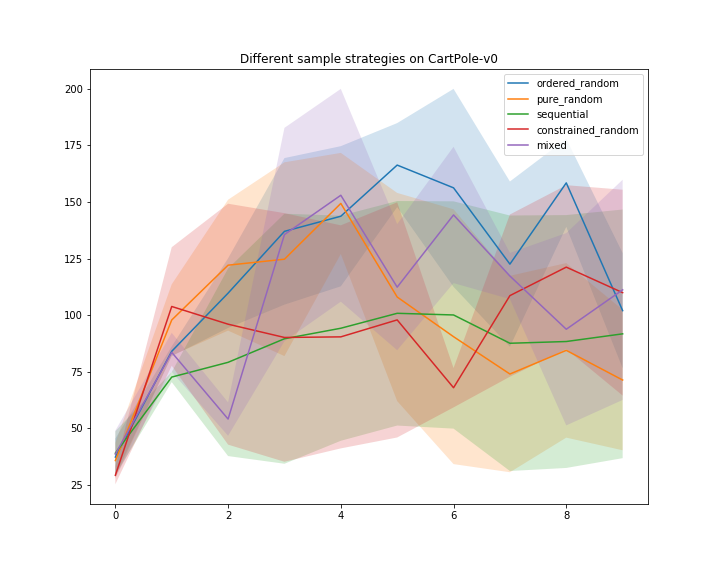 Different sample strategies on CartPole-v0
ordered_random
pure_random
sequential
constrained_random
mixed
200
175
150
125
100
75
50
25
0 2 4 6 8